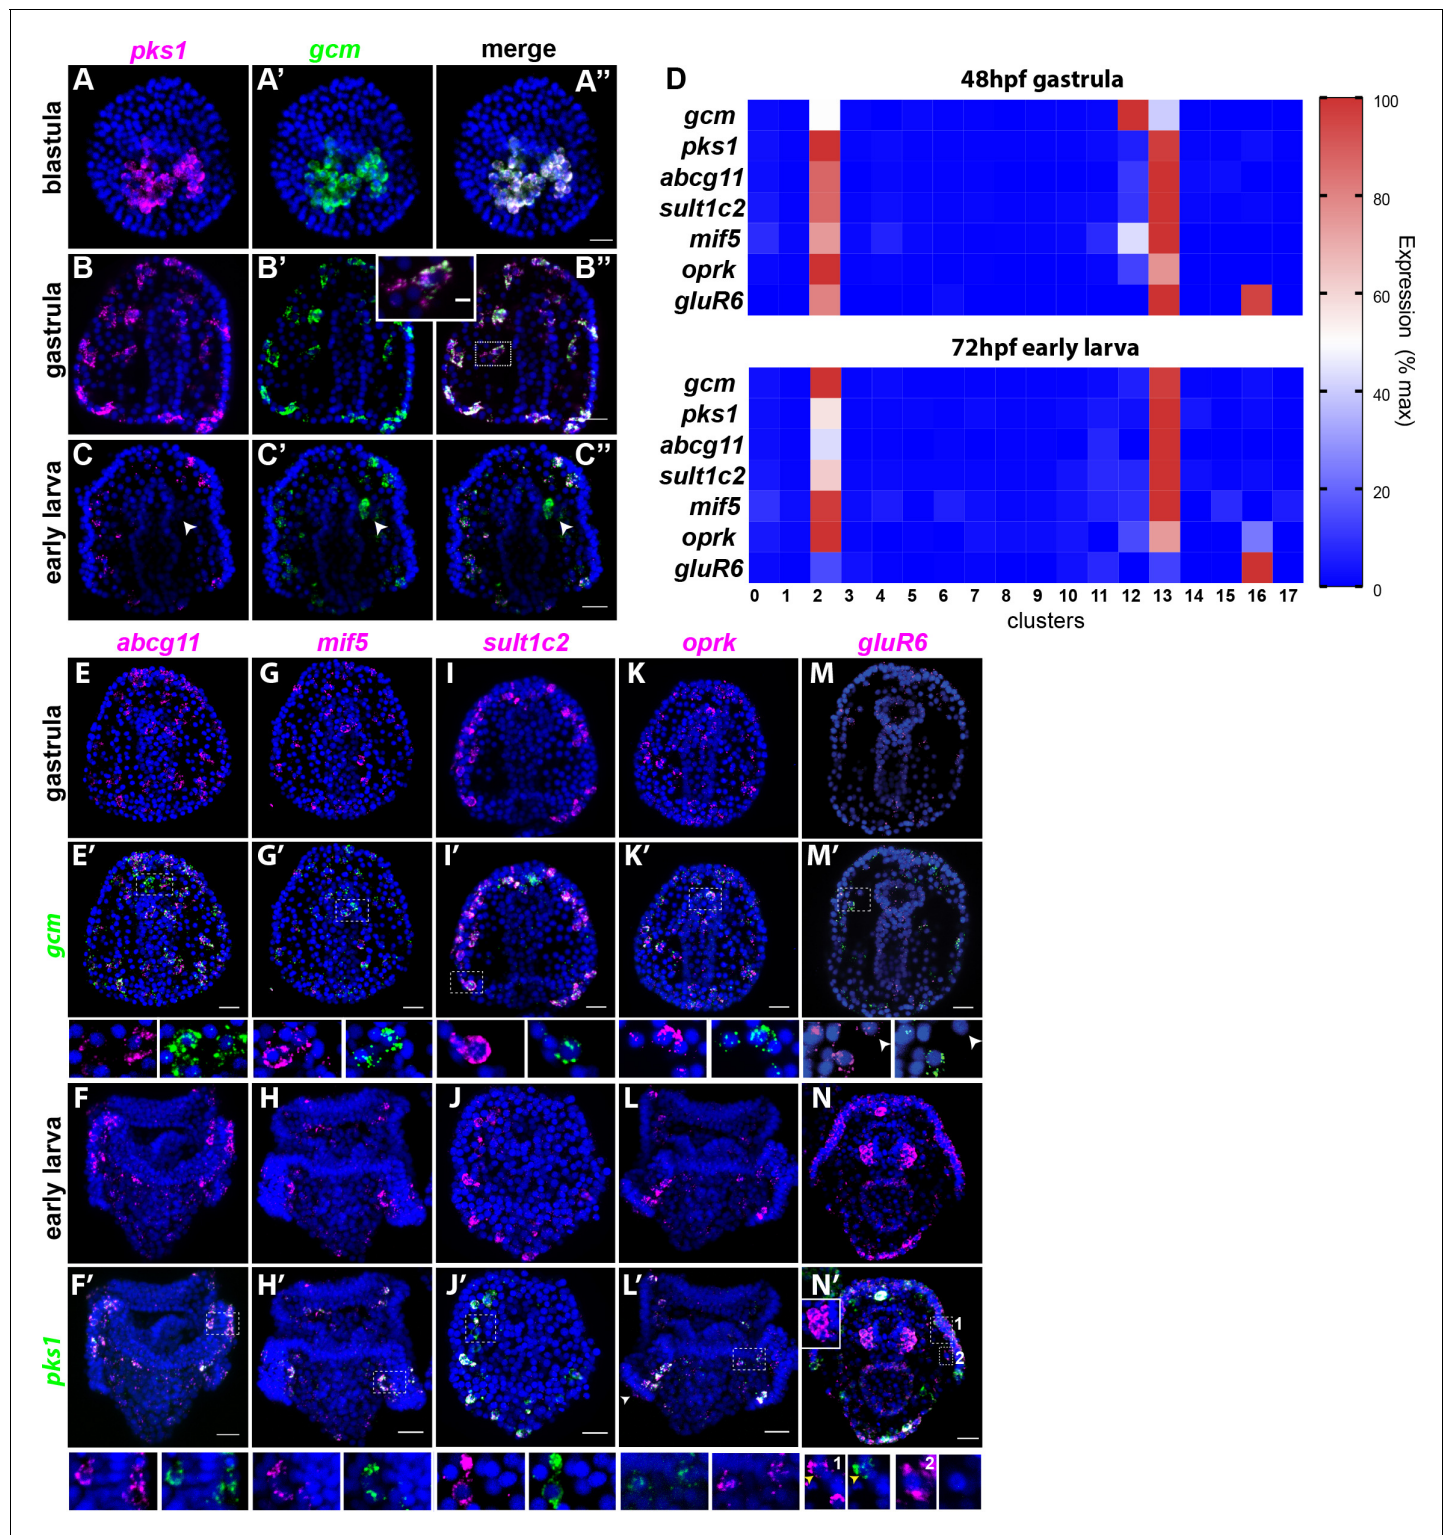 pks1 gcm merge
A A’ A’’
blastula
B B’ B’’
gastrula
C C’ C’’
early larva
D
48hpf gastrula
gcm
pks1
abcg11
sult1c2
mif5
oprk
gluR6
72hpf early larva
gcm
pks1
abcg11
sult1c2
mif5
oprk
gluR6
0 1 2 3 4 5 6 7 8 9 10 11 12 13 14 15 16 17
clusters
100
80
60
40
20
0
Expression (% max)
abcg11 mif5 sult1c2 oprk gluR6
E G I K M
gastrula
E’ G’ I’ K’ M’
gcm
F H J L N
early larva
F’ H’ J’ L’ N’
1
2
pks1
1 2